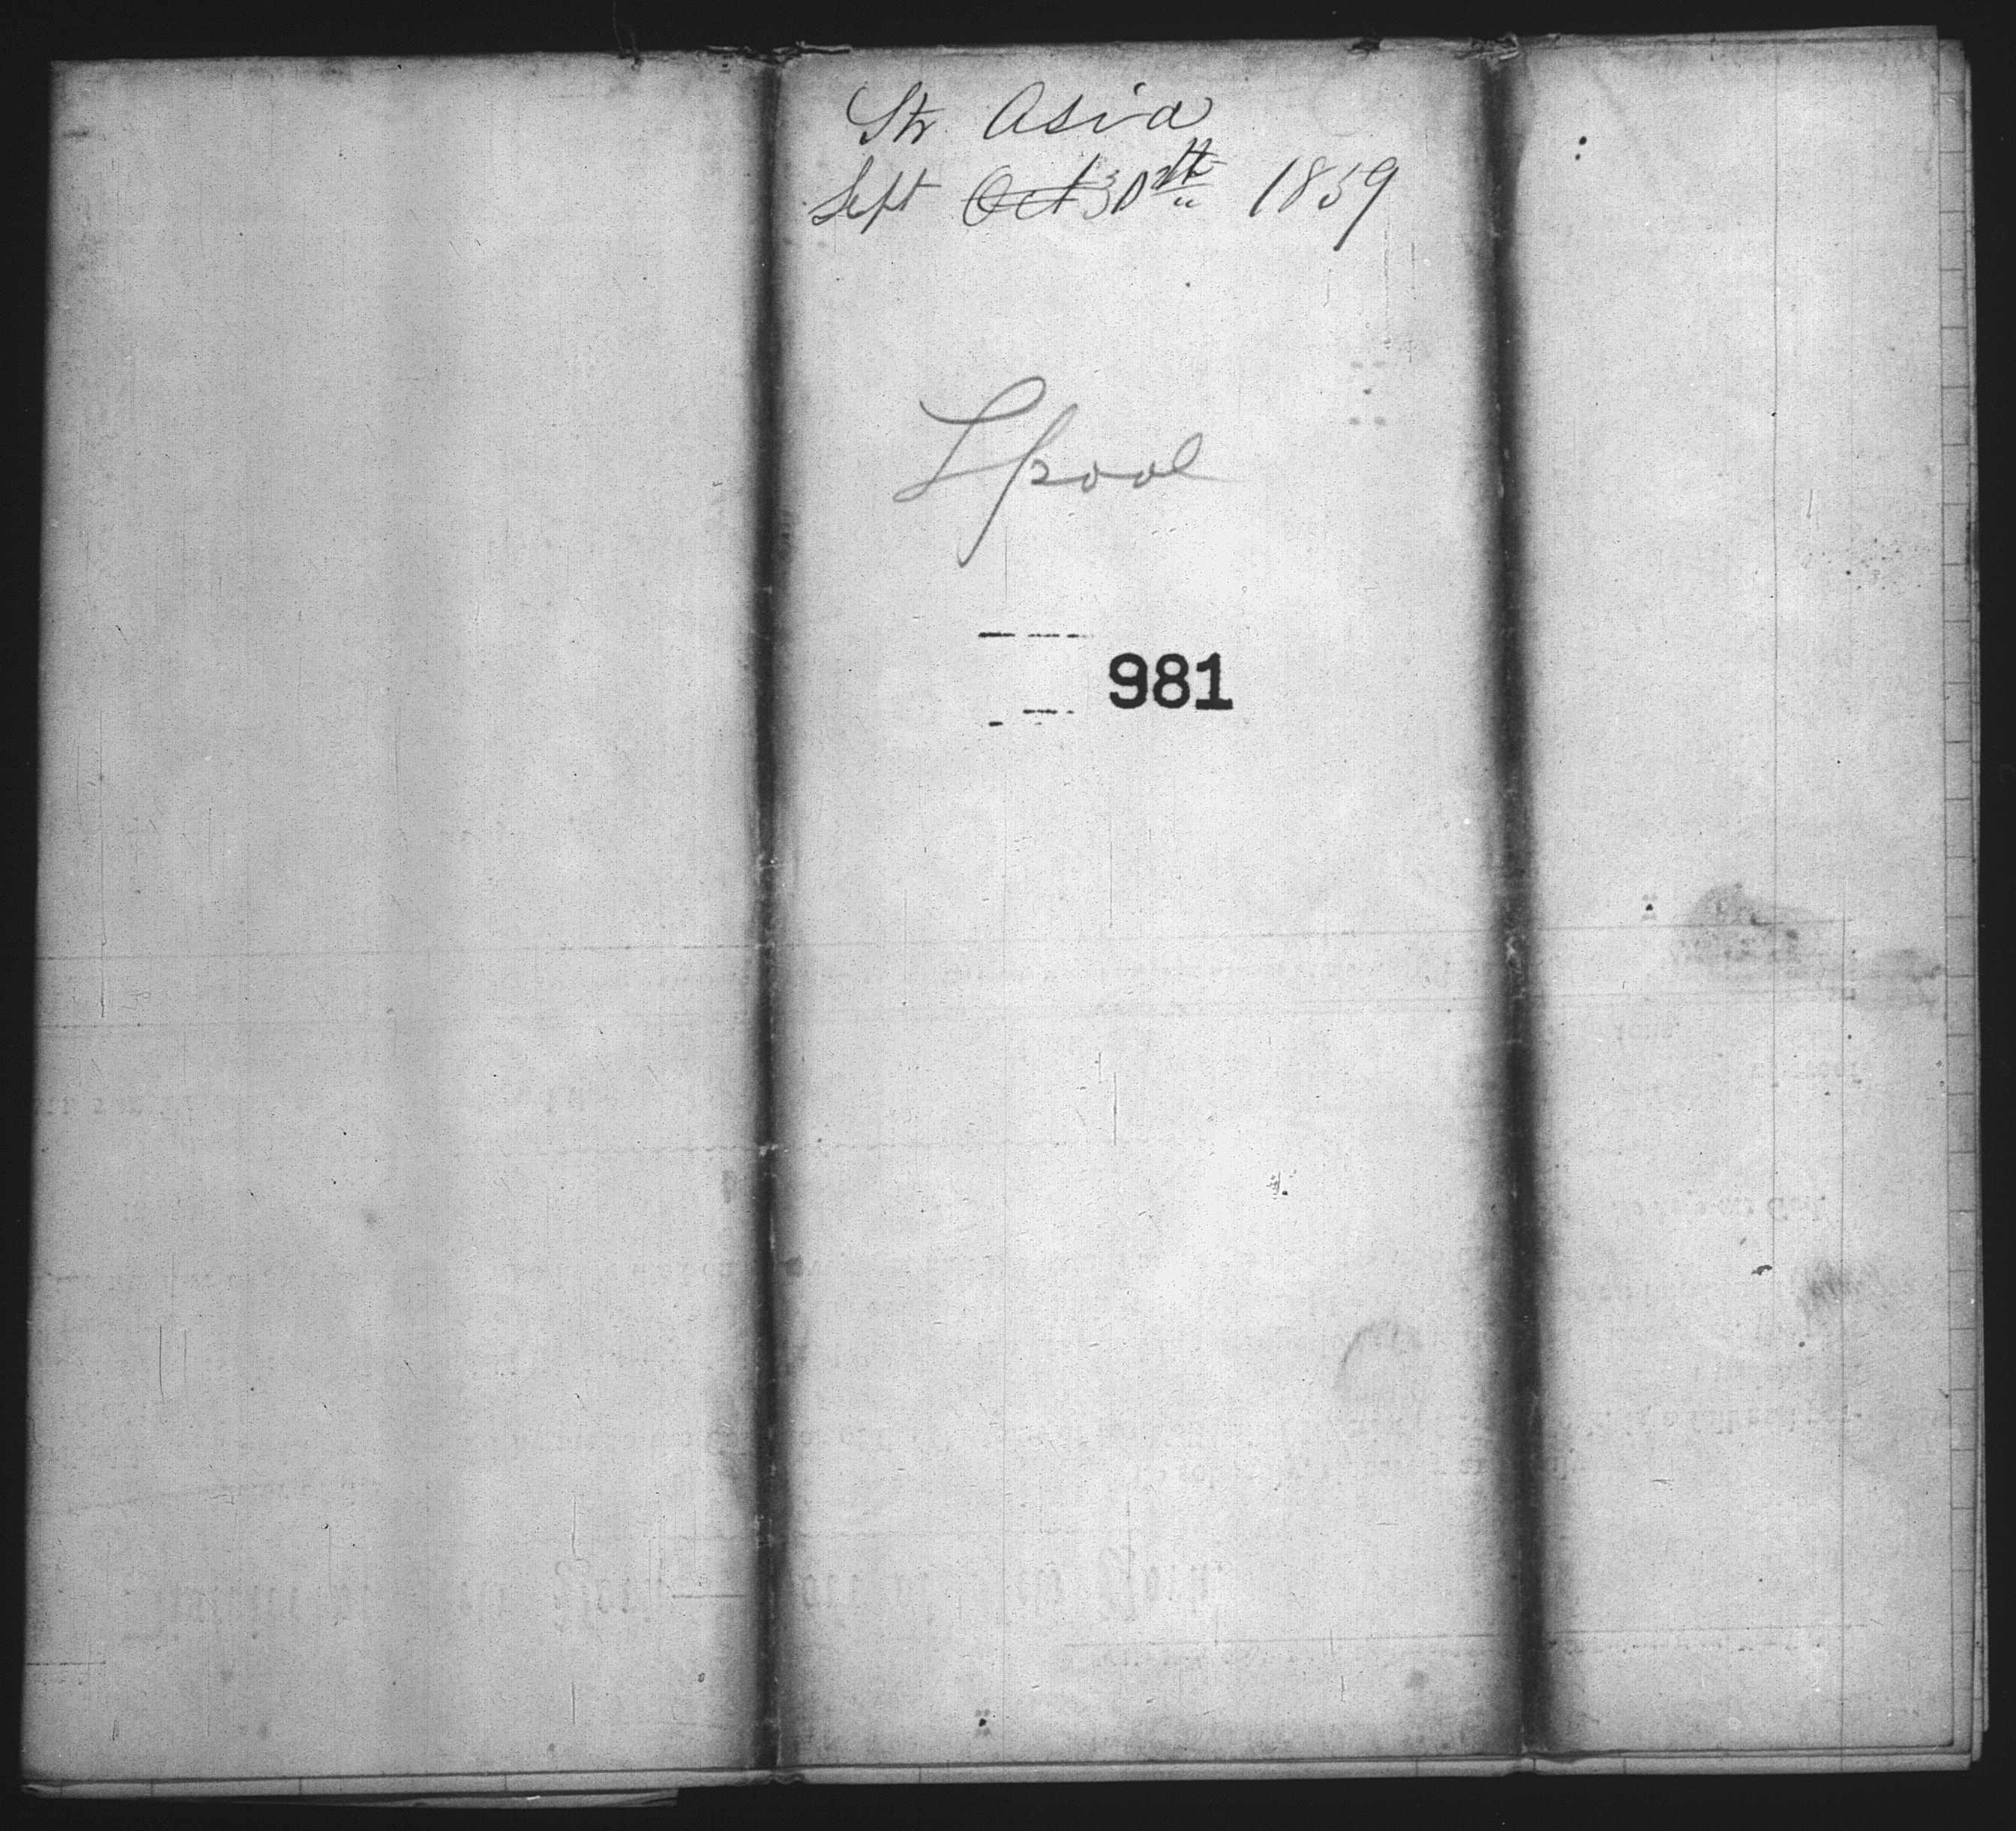 Str Asia
Sept ~~Oct~~ 30th 1859
Lpool
981